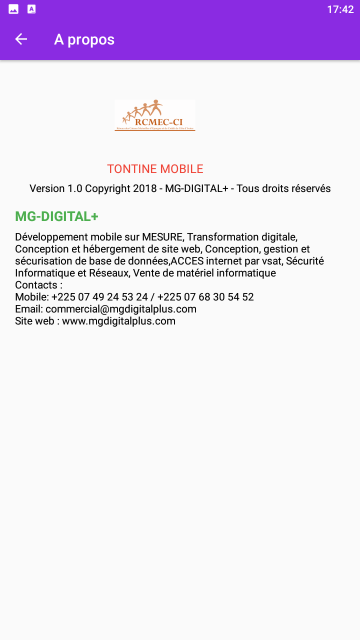 17:42
A propos
RCMEC-CI
TONTINE MOBILE
Version 1.0 Copyright 2018 - MG-DIGITAL+ - Tous droits réservés
MG-DIGITAL+
Développement mobile sur MESURE, Transformation digitale,
Conception et hébergement de site web, Conception, gestion et
sécurisation de base de données,ACCES internet par vsat, Sécurité
Informatique et Réseaux, Vente de matériel informatique
Contacts :
Mobile: +225 07 49 24 53 24 / +225 07 68 30 54 52
Email: commercial@mgdigitalplus.com
Site web : www.mgdigitalplus.com